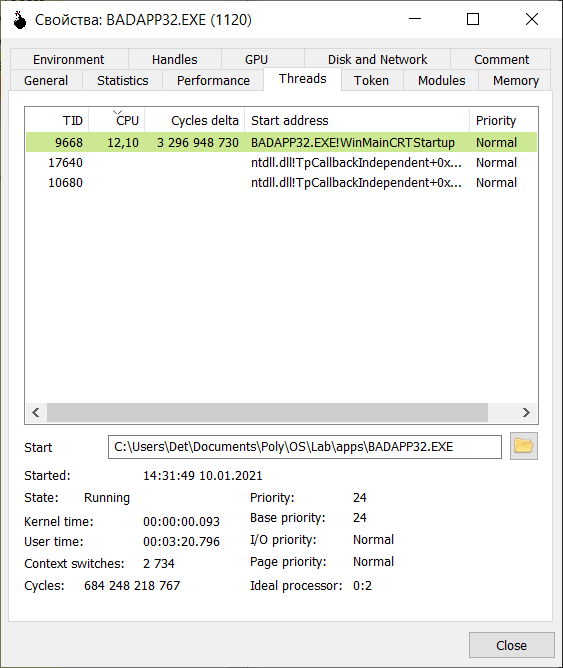 Свойства: BADAPP32.EXE (1120)
Environment Handles GPU Disk and Network Comment
General Statistics Performance Threads Token Modules Memory
TID CPU Cycles delta Start address Priority
9668 12,10 3 296 948 730 BADAPP32.EXE!WinMainCRTStartup Normal
17640 ntdll.dll!TpCallbackIndependent+0x... Normal
10680 ntdll.dll!TpCallbackIndependent+0x... Normal
Start C:\Users\Det\Documents\Poly\OS\Lab\apps\BADAPP32.EXE
Started: 14:31:49 10.01.2021
State: Running Priority: 24
Kernel time: 00:00:00.093 Base priority: 24
User time: 00:03:20.796 I/O priority: Normal
Context switches: 2 734 Page priority: Normal
Cycles: 684 248 218 767 Ideal processor: 0:2
Close